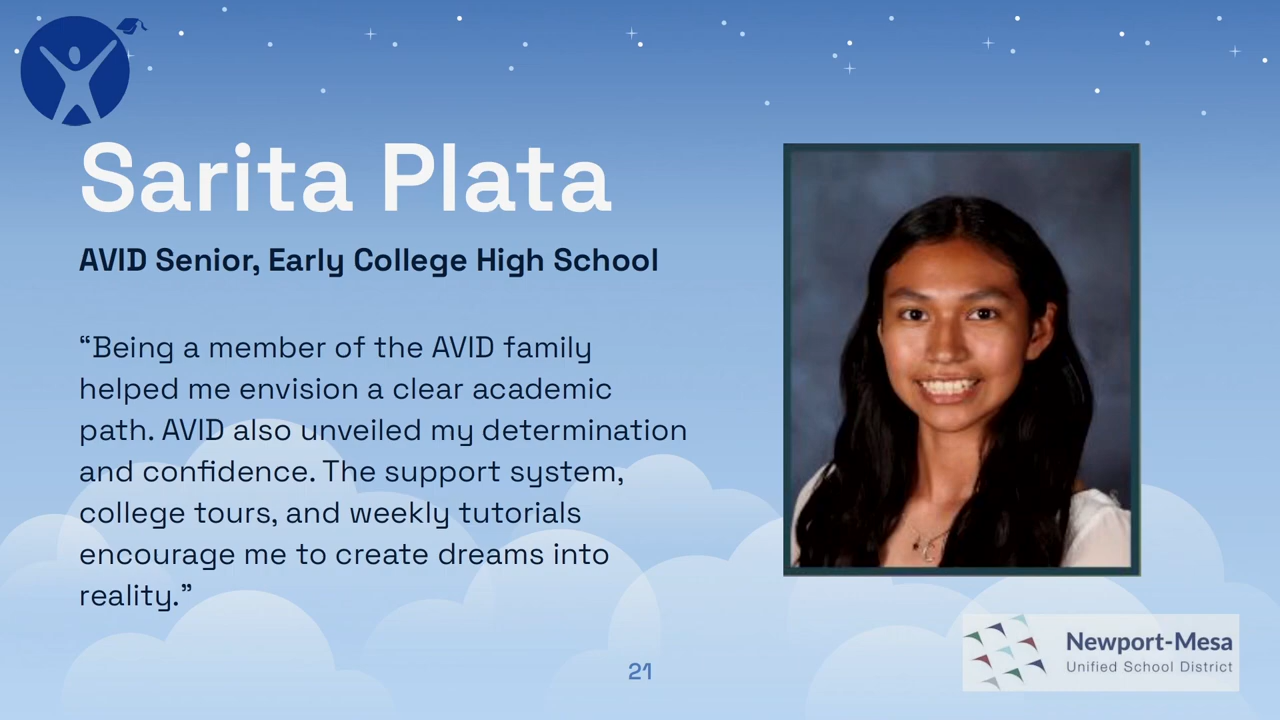 Sarita Plata
AVID Senior, Early College High School
“Being a member of the AVID family
helped me envision a clear academic
path. AVID also unveiled my determination
and confidence. The support system,
college tours, and weekly tutorials
encourage me to create dreams into
reality.”
21
Newport-Mesa
Unified School District